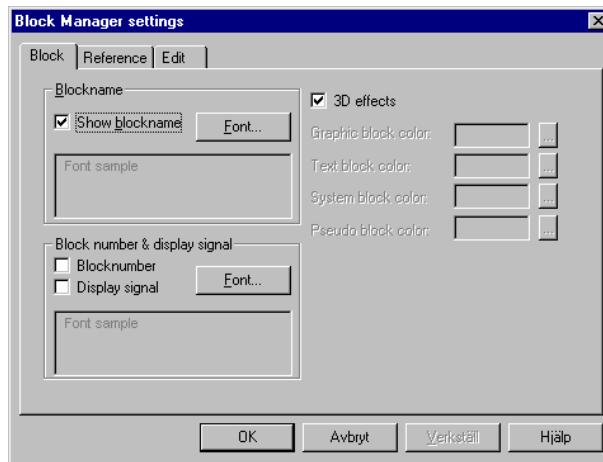 Block Manager settings
Block Reference Edit
Blockname
Show blockname
Font...
Font sample
Block number & display signal
Blocknumber
Display signal
Font...
Font sample
3D effects
Graphic block color:
...
Text block color:
...
System block color:
...
Pseudo block color:
...
OK Avbryt Verkställ Hjälp